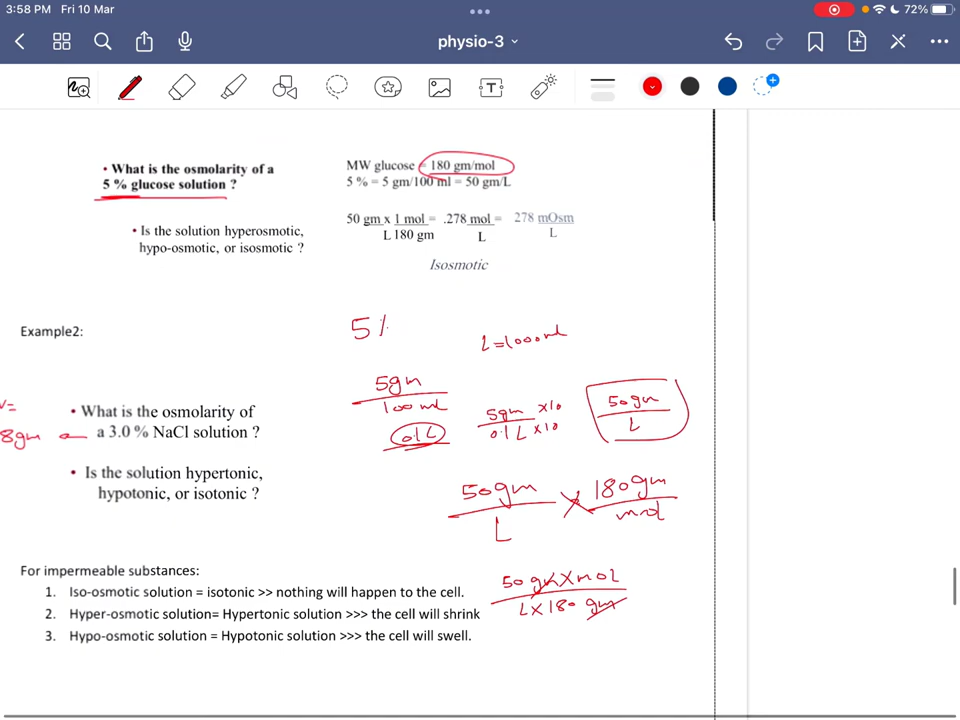 3:58 PM Fri 10 Mar
72%
physio-3
• What is the osmolarity of a
5 % glucose solution ?
MW glucose = 180 gm/mol
5 % = 5 gm/100 ml = 50 gm/L
• Is the solution hyperosmotic,
hypo-osmotic, or isosmotic ?
50 gm x 1 mol = .278 mol = 278 mOsm
L 180 gm L L
Isosmotic
Example2:
5 %
L=1000ml
5gm
100 ml
0.1 L
5gm x10
0.1 L x10
50gm
L
v=
8gm
• What is the osmolarity of
a 3.0 % NaCl solution ?
• Is the solution hypertonic,
hypotonic, or isotonic ?
50gm X 180gm
L mol
50 gm X mol
L X 180 gm
For impermeable substances:
1. Iso-osmotic solution = isotonic >> nothing will happen to the cell.
2. Hyper-osmotic solution= Hypertonic solution >>> the cell will shrink
3. Hypo-osmotic solution = Hypotonic solution >>> the cell will swell.